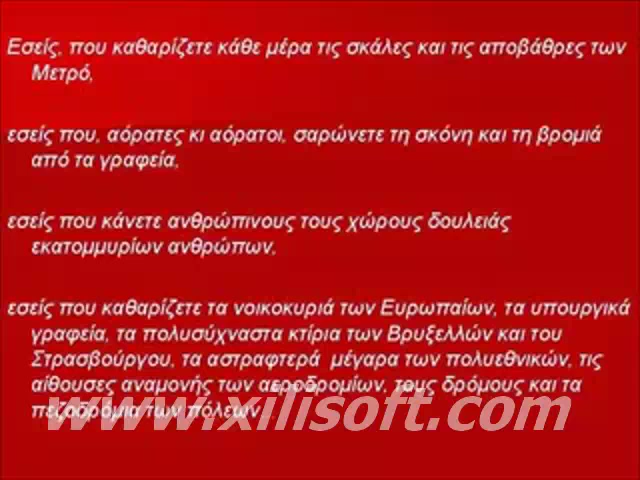 Εσείς, που καθαρίζετε κάθε μέρα τις σκάλες και τις αποβάθρες των
Μετρό,
εσείς που, αόρατες κι αόρατοι, σαρώνετε τη σκόνη και τη βρομιά
από τα γραφεία,
εσείς που κάνετε ανθρώπινους τους χώρους δουλειάς
εκατομμυρίων ανθρώπων,
εσείς που καθαρίζετε τα νοικοκυριά των Ευρωπαίων, τα υπουργικά
γραφεία, τα πολυσύχναστα κτίρια των Βρυξελλών και του
Στρασβούργου, τα αστραφτερά μέγαρα των πολυεθνικών, τις
αίθουσες αναμονής των αεροδρομίων, τους δρόμους και τα
πεζοδρόμια των πόλεων,
www.xilisoft.com